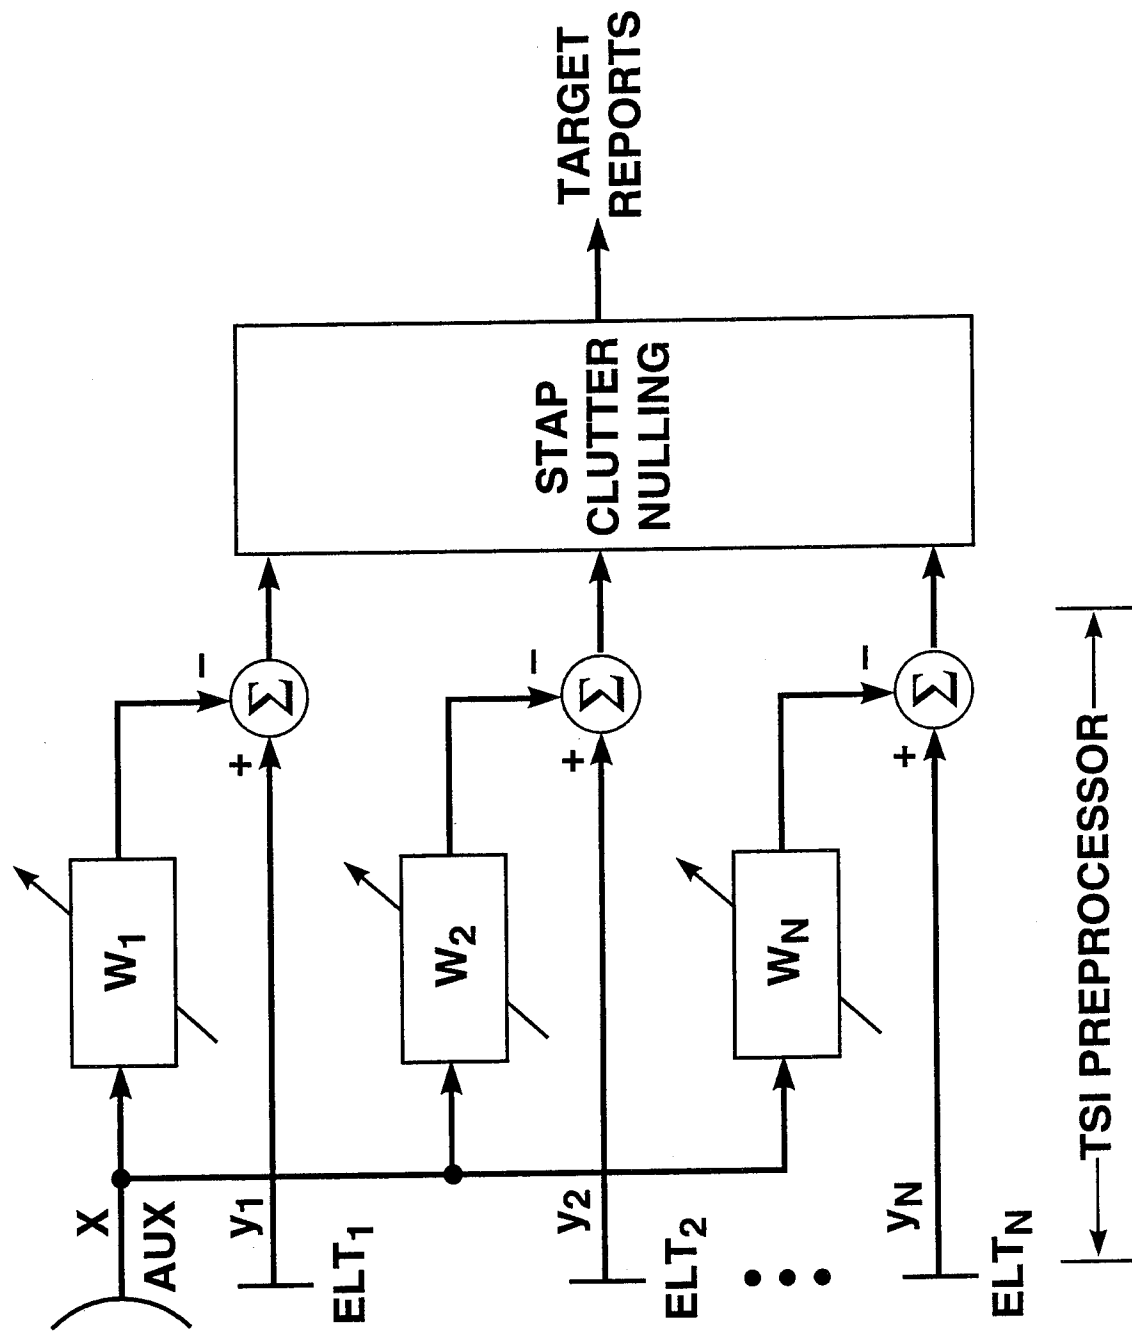 X
AUX
W1
−
y1
+
Σ
ELT1
W2
−
y2
+
Σ
ELT2
WN
−
yN
+
Σ
ELTN
STAP
CLUTTER
NULLING
TARGET
REPORTS
TSI PREPROCESSOR